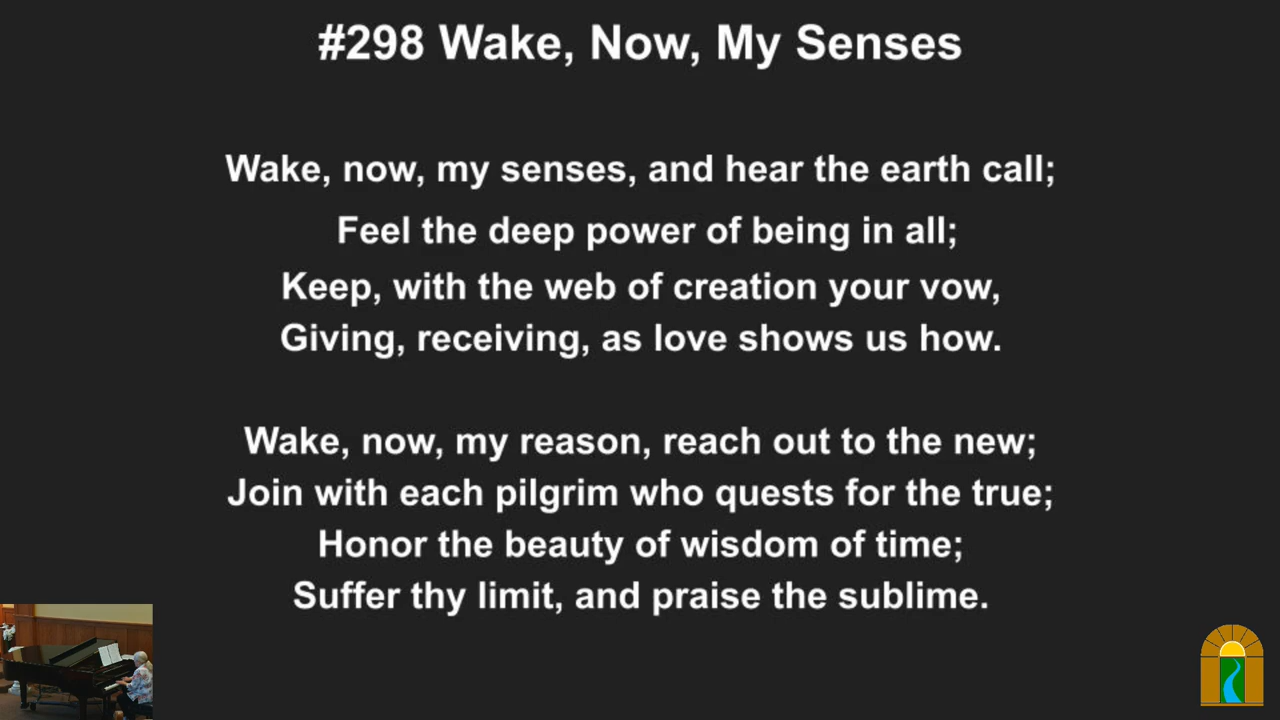 #298 Wake, Now, My Senses
Wake, now, my senses, and hear the earth call;
Feel the deep power of being in all;
Keep, with the web of creation your vow,
Giving, receiving, as love shows us how.
Wake, now, my reason, reach out to the new;
Join with each pilgrim who quests for the true;
Honor the beauty of wisdom of time;
Suffer thy limit, and praise the sublime.